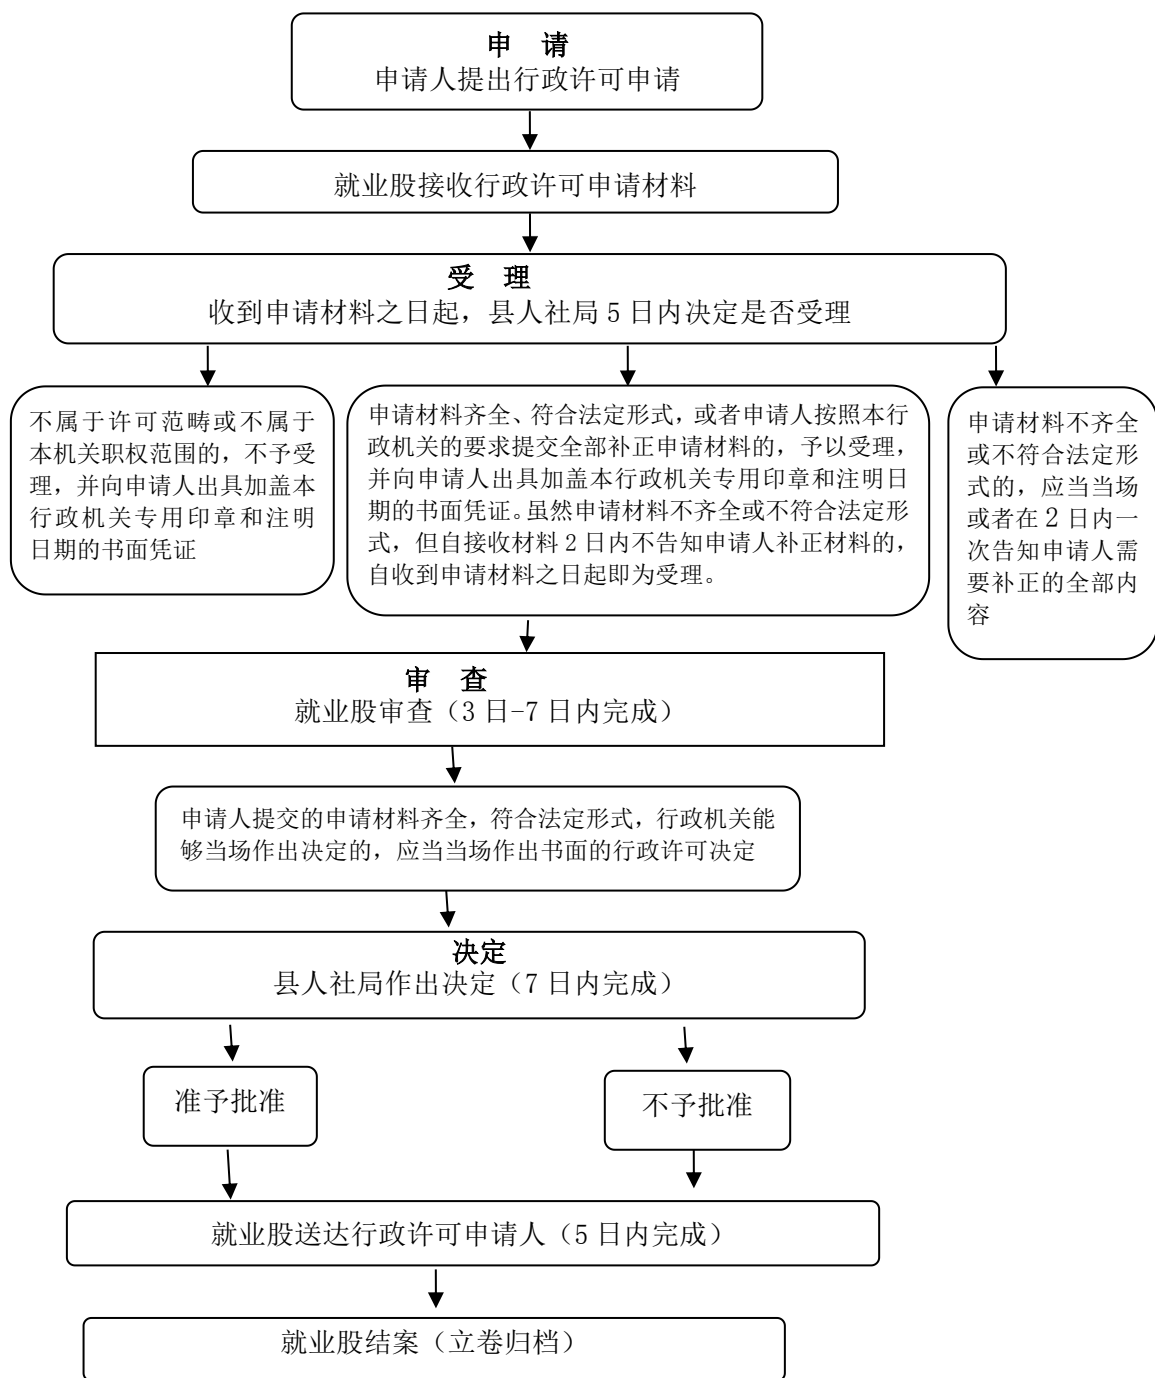 申 请
申请人提出行政许可申请
就业股接收行政许可申请材料
受 理
收到申请材料之日起，县人社局 5 日内决定是否受理
不属于许可范畴或不属于
本机关职权范围的，不予受
理，并向申请人出具加盖本
行政机关专用印章和注明
日期的书面凭证
申请材料齐全、符合法定形式，或者申请人按照本行
政机关的要求提交全部补正申请材料的，予以受理，
并向申请人出具加盖本行政机关专用印章和注明日
期的书面凭证。虽然申请材料不齐全或不符合法定形
式，但自接收材料 2 日内不告知申请人补正材料的，
自收到申请材料之日起即为受理。
申请材料不齐全
或不符合法定形
式的，应当当场
或者在 2 日内一
次告知申请人需
要补正的全部内
容
审 查
就业股审查（3 日-7 日内完成）
申请人提交的申请材料齐全，符合法定形式，行政机关能
够当场作出决定的，应当当场作出书面的行政许可决定
决定
县人社局作出决定（7 日内完成）
准予批准
不予批准
就业股送达行政许可申请人（5 日内完成）
就业股结案（立卷归档）